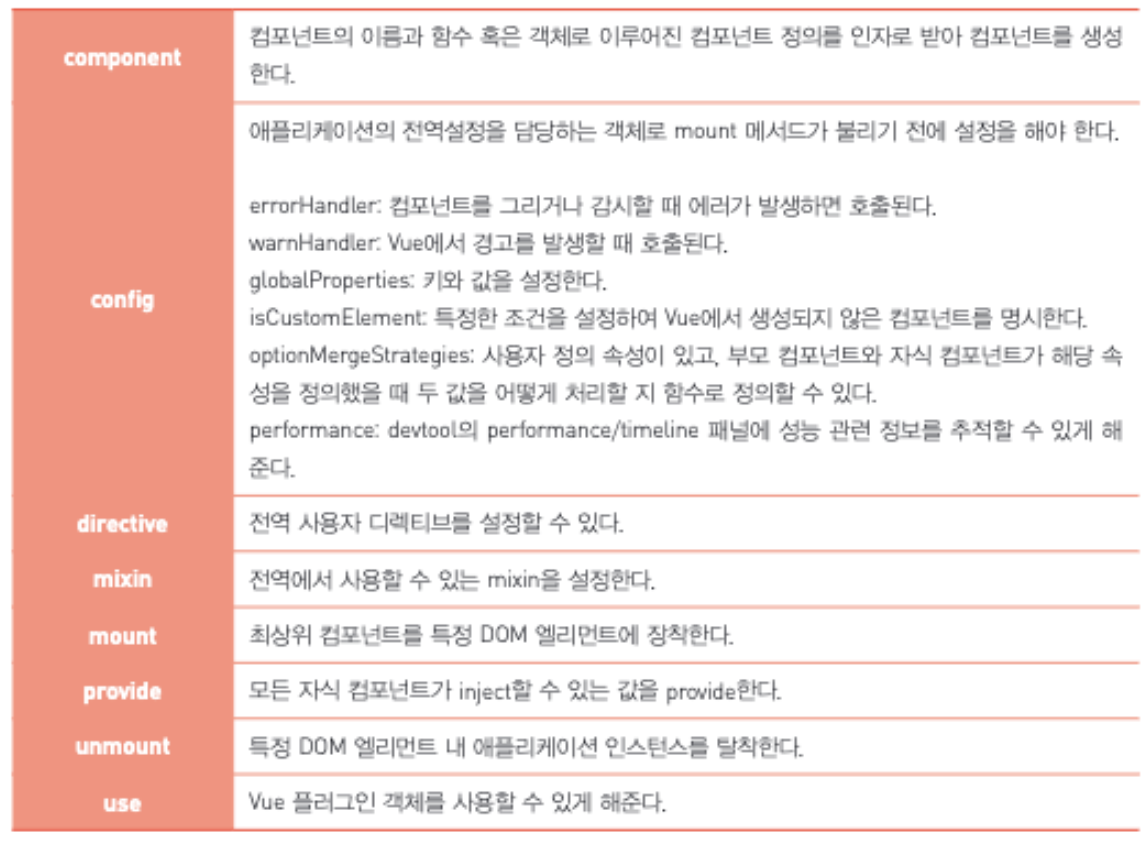 component
컴포넌트의 이름과 함수 혹은 객체로 이루어진 컴포넌트 정의를 인자로 받아 컴포넌트를 생성
한다.
config
애플리케이션의 전역설정을 담당하는 객체로 mount 메서드가 불리기 전에 설정을 해야 한다.
errorHandler: 컴포넌트를 그리거나 감시할 때 에러가 발생하면 호출된다.
warnHandler: Vue에서 경고를 발생할 때 호출된다.
globalProperties: 키와 값을 설정한다.
isCustomElement: 특정한 조건을 설정하여 Vue에서 생성되지 않은 컴포넌트를 명시한다.
optionMergeStrategies: 사용자 정의 속성이 있고, 부모 컴포넌트와 자식 컴포넌트가 해당 속
성을 정의했을 때 두 값을 어떻게 처리할 지 함수로 정의할 수 있다.
performance: devtool의 performance/timeline 패널에 성능 관련 정보를 추적할 수 있게 해
준다.
directive
전역 사용자 디렉티브를 설정할 수 있다.
mixin
전역에서 사용할 수 있는 mixin을 설정한다.
mount
최상위 컴포넌트를 특정 DOM 엘리먼트에 장착한다.
provide
모든 자식 컴포넌트가 inject할 수 있는 값을 provide한다.
unmount
특정 DOM 엘리먼트 내 애플리케이션 인스턴스를 탈착한다.
use
Vue 플러그인 객체를 사용할 수 있게 해준다.